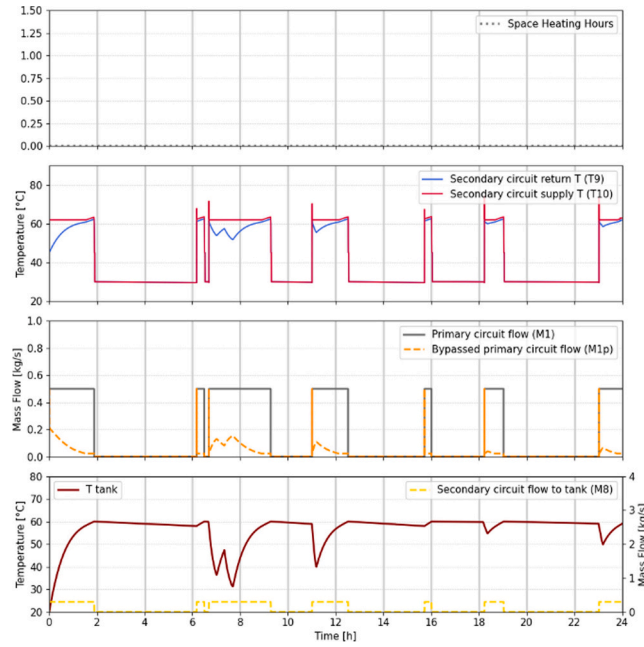 1.50
1.25
1.00
0.75
0.50
0.25
0.00
Space Heating Hours
Temperature [°C]
80
60
40
20
Secondary circuit return T (T9)
Secondary circuit supply T (T10)
Mass Flow [kg/s]
1.0
0.8
0.6
0.4
0.2
0.0
Primary circuit flow (M1)
Bypassed primary circuit flow (M1p)
Temperature [°C]
80
70
60
50
40
30
20
T tank
Secondary circuit flow to tank (M8)
4
3
2
1
0
Mass Flow [kg/s]
0 2 4 6 8 10 12 14 16 18 20 22 24
Time [h]